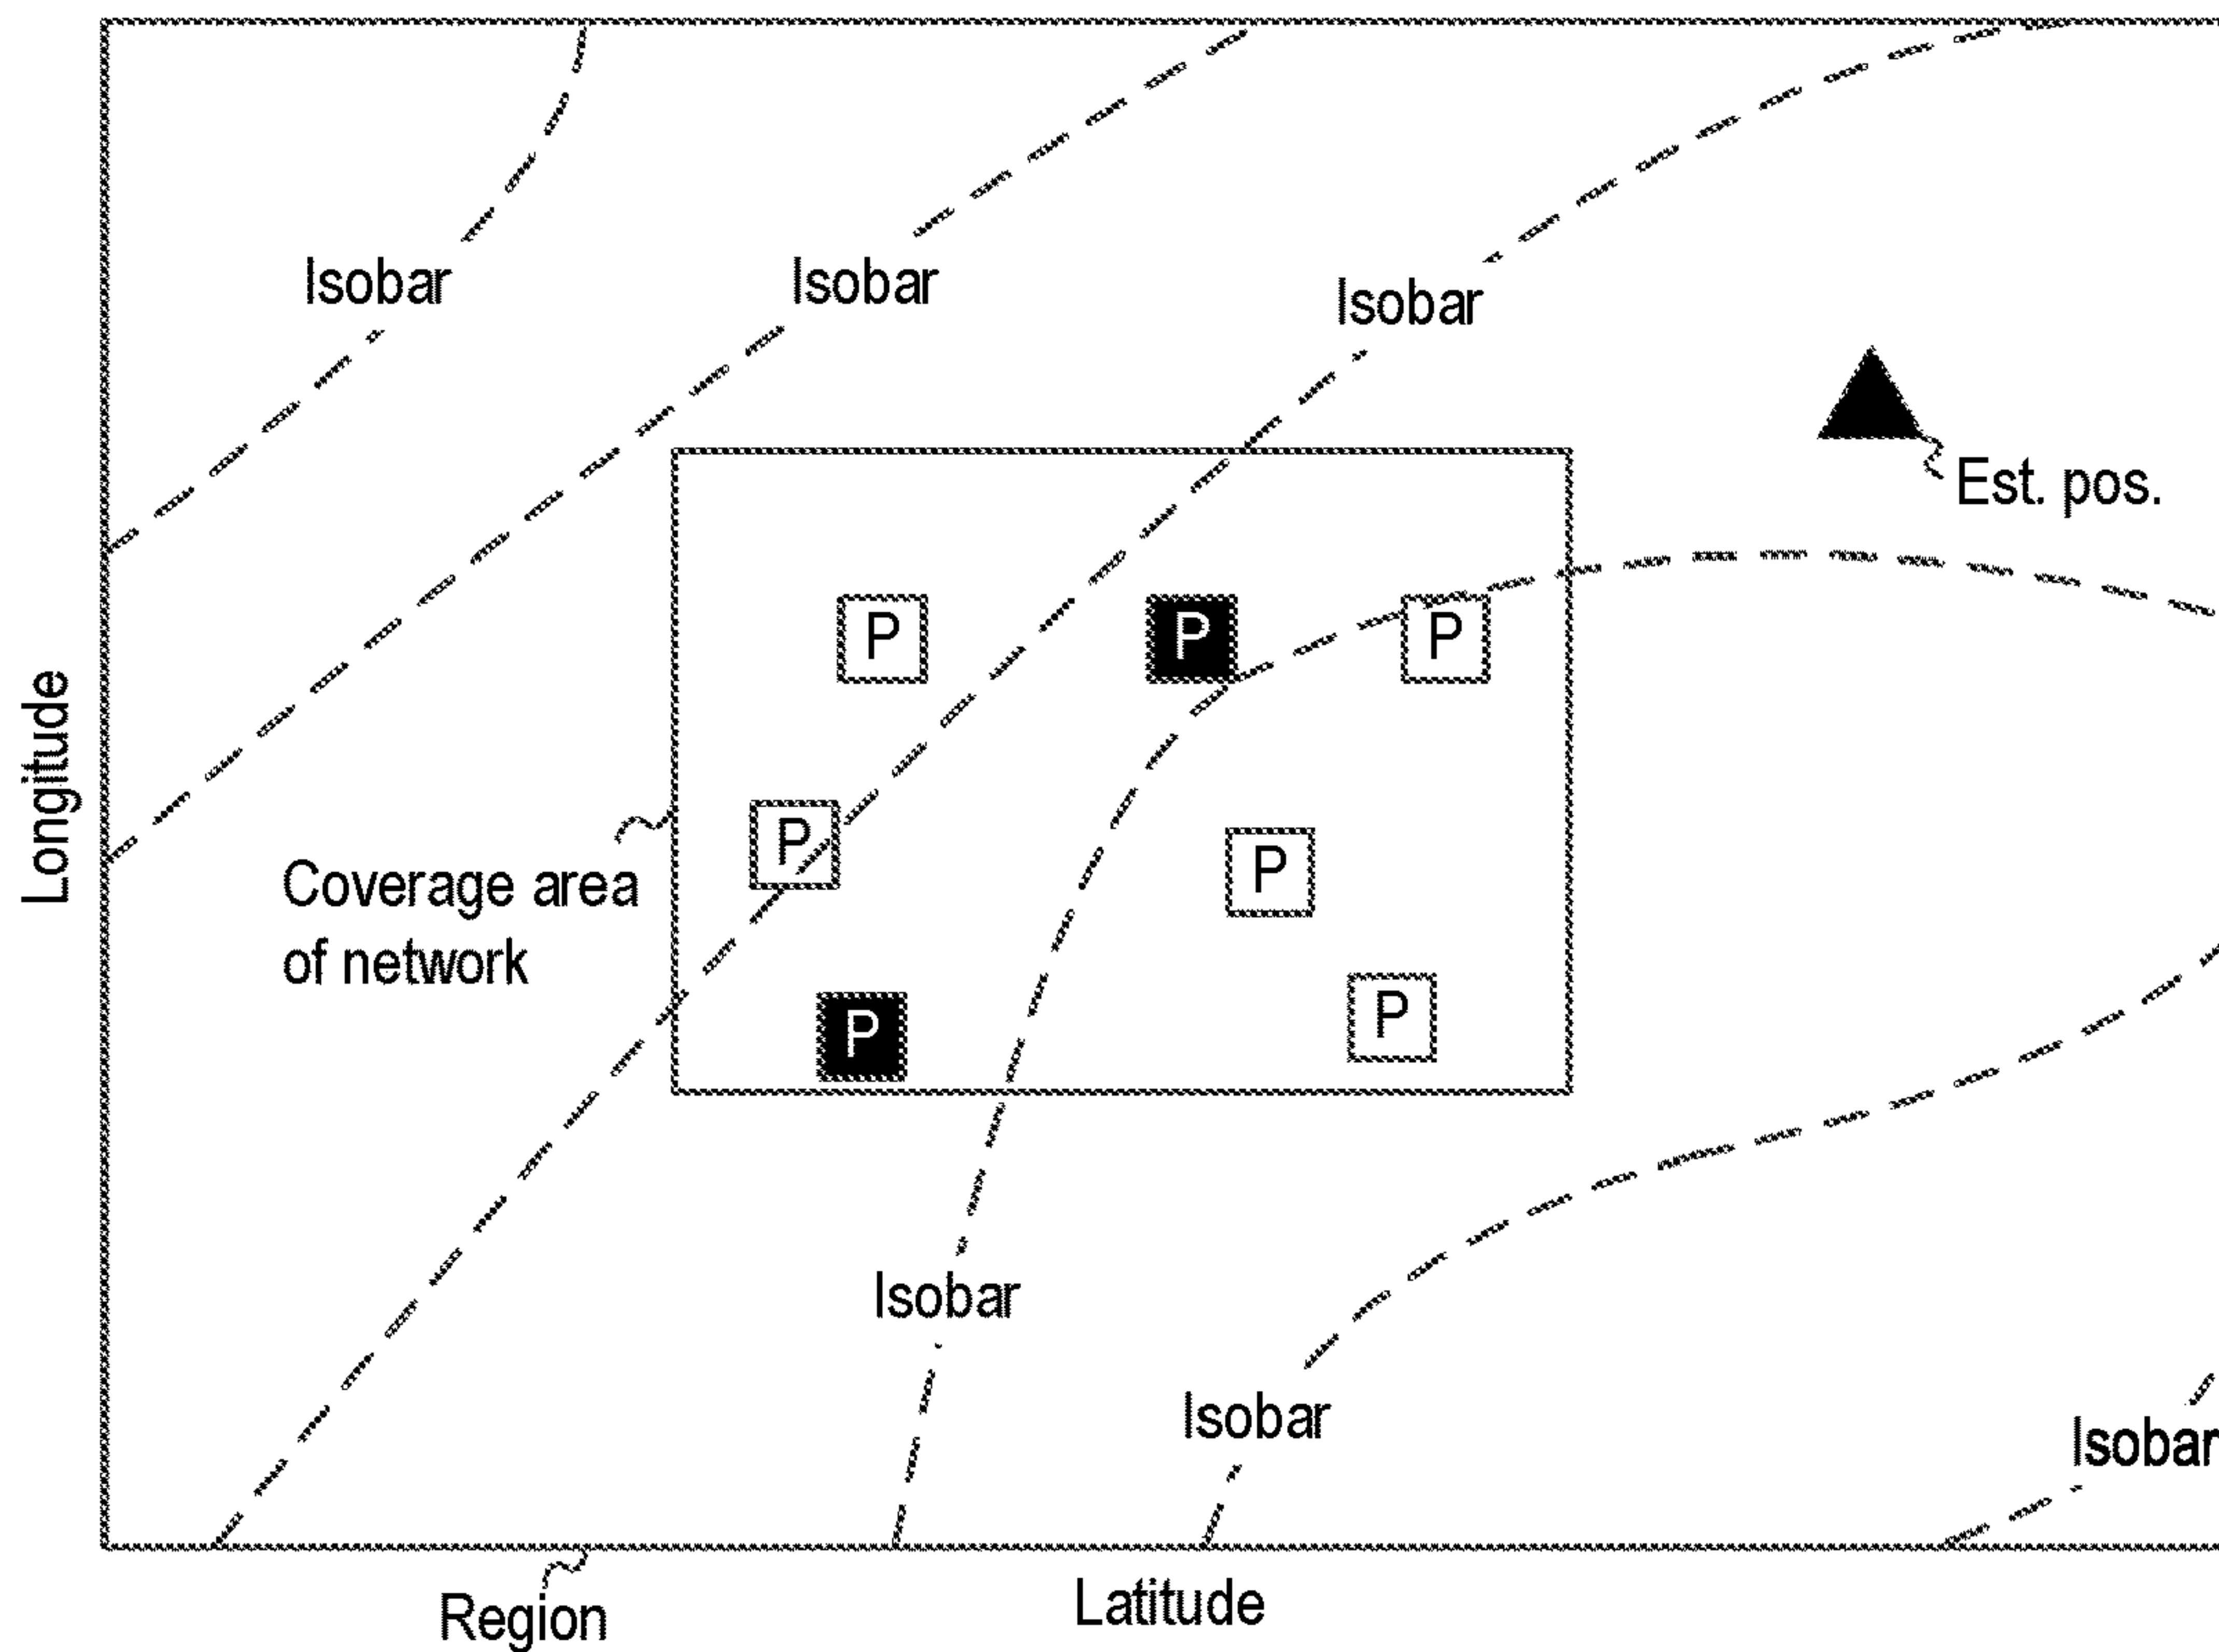 Isobar
Isobar
Isobar
Est. pos.
P
P
P
Longitude
P
P
Coverage area
of network
P
P
Isobar
Isobar
Isobar
Region
Latitude